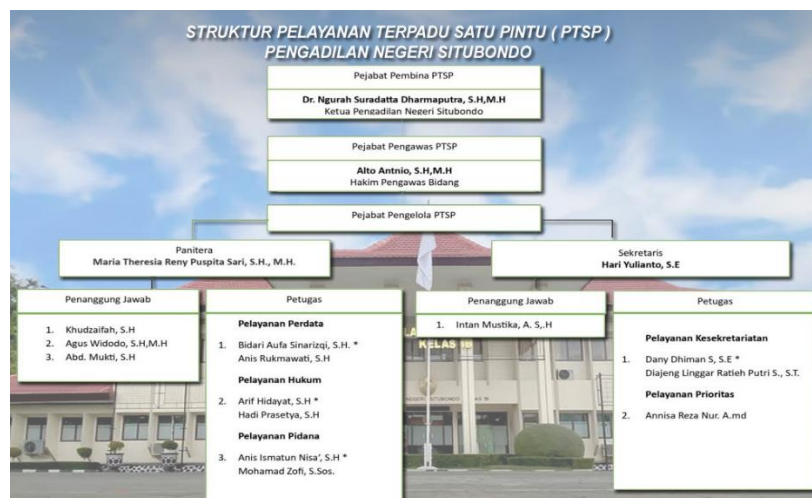 STRUKTUR PELAYANAN TERPADU SATU PINTU ( PTSP )
PENGADILAN NEGERI SITUBONDO
Pejabat Pembina PTSP
Dr. Ngurah Suradatta Dharmaputra, S.H,M.H
Ketua Pengadilan Negeri Situbondo
Pejabat Pengawas PTSP
Alto Antnio, S.H,M.H
Hakim Pengawas Bidang
Pejabat Pengelola PTSP
Panitera
Maria Theresia Reny Puspita Sari, S.H., M.H.
Sekretaris
Hari Yulianto, S.E
Penanggung Jawab
1. Khudzaifah, S.H
2. Agus Widodo, S.H,M.H
3. Abd. Mukti, S.H
Petugas
Pelayanan Perdata
1. Bidari Aufa Sinarizqi, S.H. *
Anis Rukmawati, S.H
Pelayanan Hukum
2. Arif Hidayat, S.H *
Hadi Prasetya, S.H
Pelayanan Pidana
3. Anis Ismatun Nisa’, S.H *
Mohamad Zofi, S.Sos.
Penanggung Jawab
1. Intan Mustika, A. S,.H
KELAS IB
Petugas
Pelayanan Kesekretariatan
1. Dany Dhiman S, S.E *
Diajeng Linggar Ratieh Putri S., S.T.
Pelayanan Prioritas
2. Annisa Reza Nur. A.md
NEGERI SITUBONDO